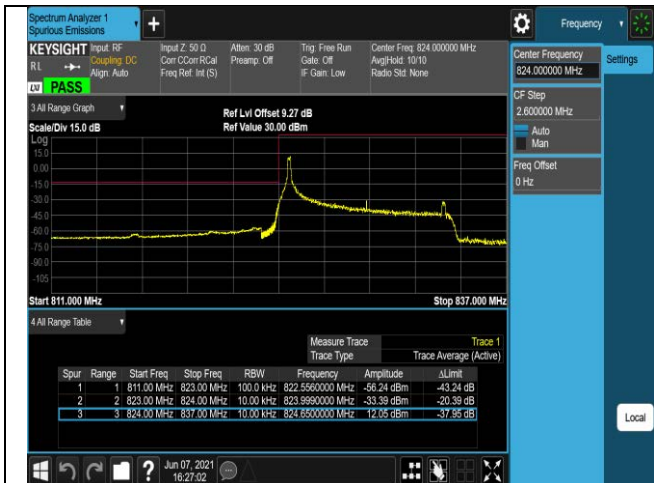 Spectrum Analyzer 1
Spurious Emissions
Frequency
KEYSIGHT Input: RF Input Z: 50 Ω Atten: 30 dB Trig: Free Run Center Freq: 824.000000 MHz
RL Coupling: DC Corr CCorr RCal Preamp: Off Gate: Off Avg|Hold: 10/10
Align: Auto Freq Ref: Int (S) IF Gain: Low Radio Std: None
LXI PASS
Center Frequency
824.000000 MHz
Settings
CF Step
2.600000 MHz
Auto
Man
Freq Offset
0 Hz
3 All Range Graph
Ref Lvl Offset 9.27 dB
Scale/Div 15.0 dB Ref Value 30.00 dBm
Log
15.0
0.00
-15.0
-30.0
-45.0
-60.0
-75.0
-90.0
-105
Start 811.000 MHz Stop 837.000 MHz
4 All Range Table
Measure Trace Trace 1
Trace Type Trace Average (Active)
Spur Range Start Freq Stop Freq RBW Frequency Amplitude ΔLimit
1 1 811.00 MHz 823.00 MHz 100.0 kHz 822.5560000 MHz -56.24 dBm -43.24 dB
2 2 823.00 MHz 824.00 MHz 10.00 kHz 823.9990000 MHz -33.39 dBm -20.39 dB
3 3 824.00 MHz 837.00 MHz 10.00 kHz 824.6500000 MHz 12.05 dBm -37.95 dB
Local
? Jun 07, 2021
16:27:02